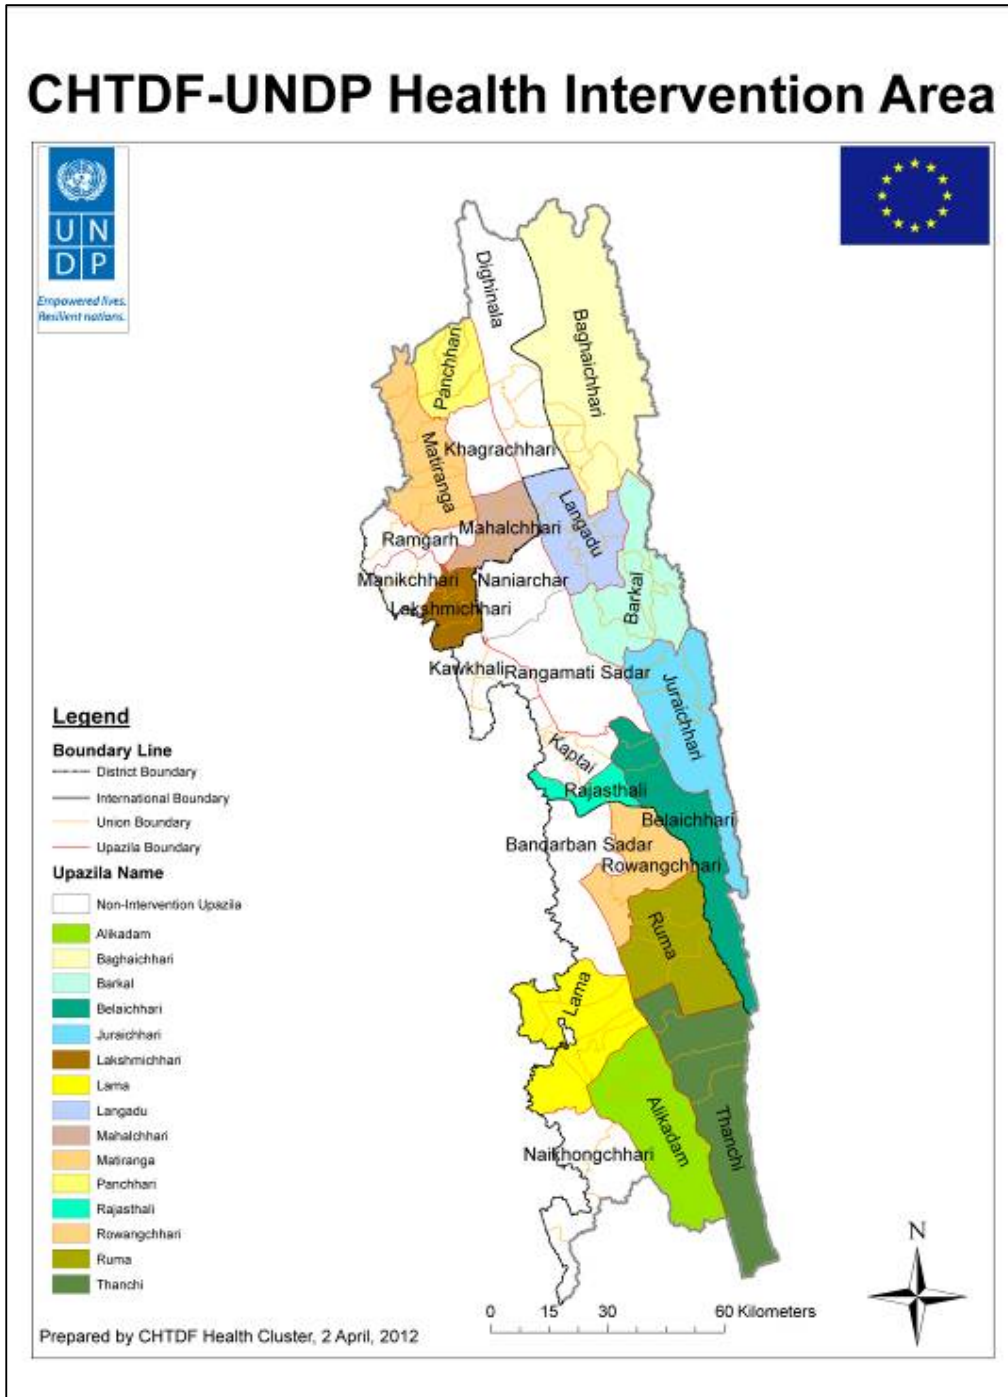 CHTDF-UNDP Health Intervention Area
U N
D P
Empowered lives.
Resilient nations.
Dighinala
Baghaichhari
Panchhari
Matiranga
Khagrachhari
Langadu
Mahalchhari
Ramgarh
Manikchhari
Naniarchar
Lakshmichhari
Barkal
Kawkhali
Rangamati Sadar
Juraichhari
Kaptai
Rajasthali
Belaichhari
Bandarban Sadar
Rowangchhari
Ruma
Lama
Alikadam
Thanchi
Naikhongchhari
Legend
Boundary Line
District Boundary
International Boundary
Union Boundary
Upazila Boundary
Upazila Name
Non-Intervention Upazila
Alikadam
Baghaichhari
Barkal
Belaichhari
Juraichhari
Lakshmichhari
Lama
Langadu
Mahalchhari
Matiranga
Panchhari
Rajasthali
Rowangchhari
Ruma
Thanchi
N
0 15 30 60 Kilometers
Prepared by CHTDF Health Cluster, 2 April, 2012